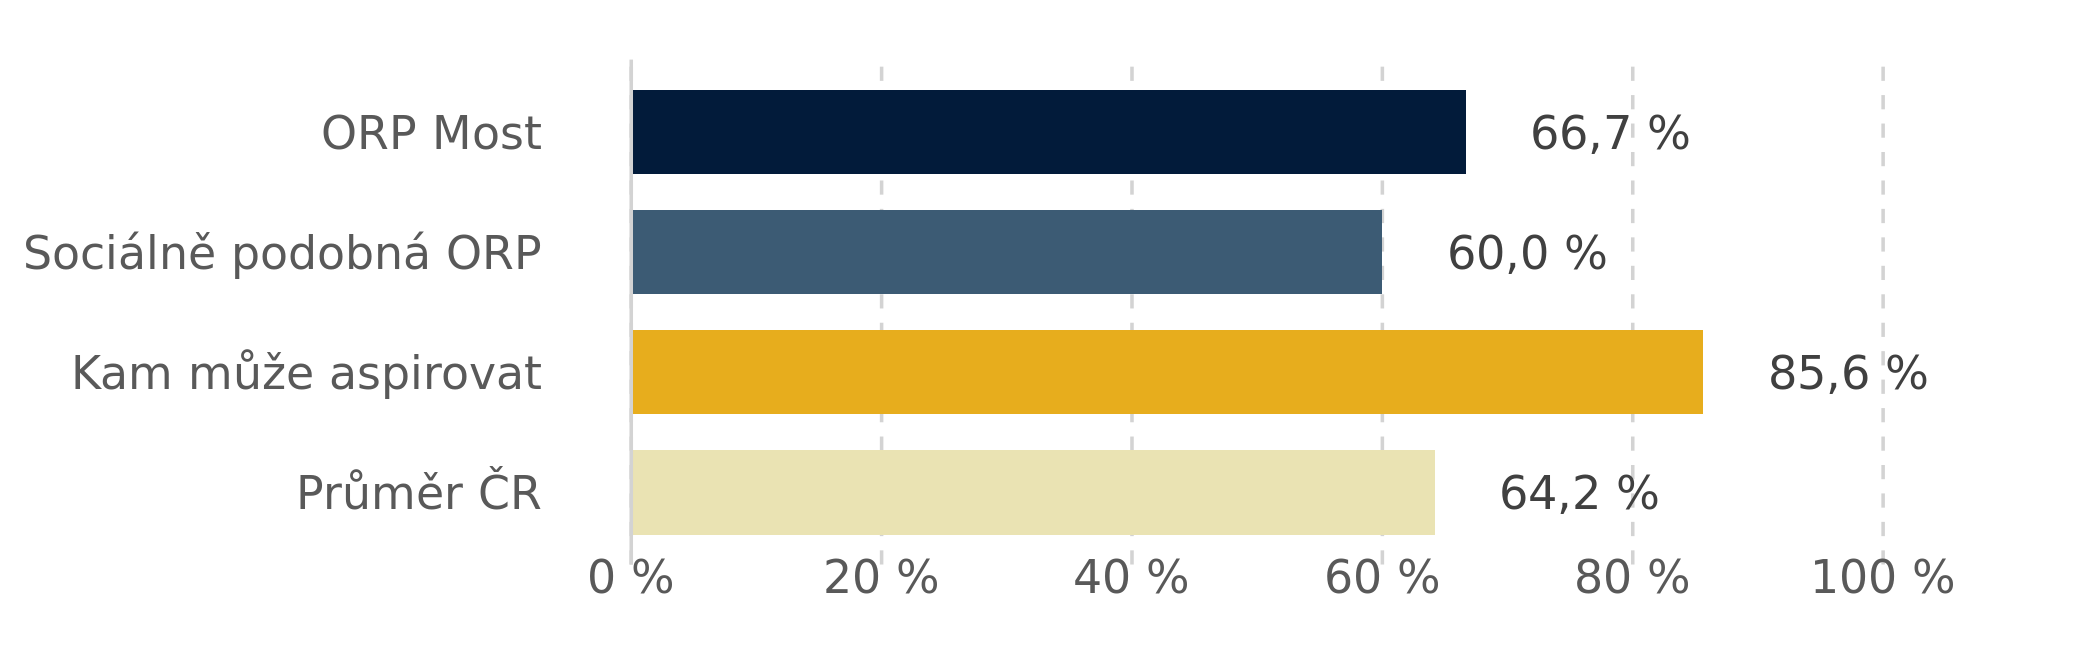 ORP Most
66,7 %
Sociálně podobná ORP
60,0 %
Kam může aspirovat
85,6 %
Průměr ČR
64,2 %
0 % 20 % 40 % 60 % 80 % 100 %